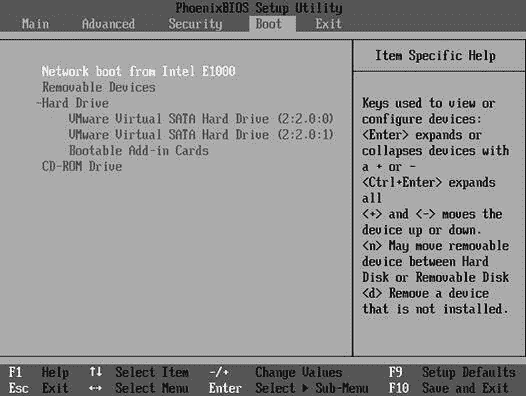 PhoenixBIOS Setup Utility
Main Advanced Security Boot Exit
Network boot from Intel E1000
Removable Devices
-Hard Drive
VMware Virtual SATA Hard Drive (2:2.0:0)
VMware Virtual SATA Hard Drive (2:2.0:1)
Bootable Add-in Cards
CD-ROM Drive
Item Specific Help
Keys used to view or
configure devices:
<Enter> expands or
collapses devices with
a + or -
<Ctrl+Enter> expands
all
<+> and <-> moves the
device up or down.
<n> May move removable
device between Hard
Disk or Removable Disk
<d> Remove a device
that is not installed.
F1 Help ↑↓ Select Item -/+ Change Values F9 Setup Defaults
Esc Exit ↔ Select Menu Enter Select ▶ Sub-Menu F10 Save and Exit